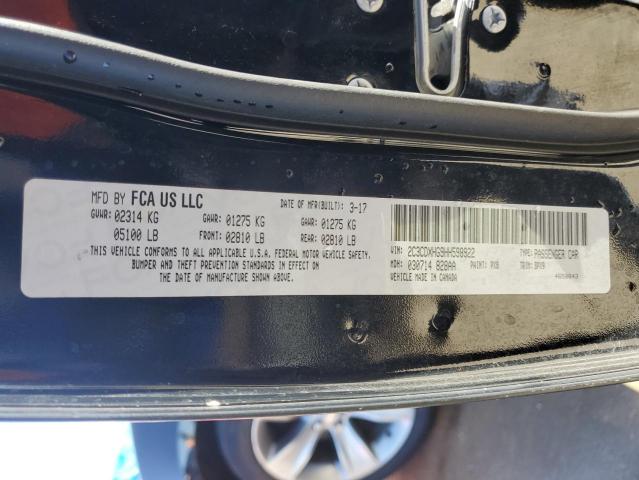 MFD BY FCA US LLC DATE OF MFR(BUILT): 3-17
GVWR: 02314 KG GAWR: 01275 KG GAWR: 01275 KG
05100 LB FRONT: 02810 LB REAR: 02810 LB
THIS VEHICLE CONFORMS TO ALL APPLICABLE U.S.A. FEDERAL MOTOR VEHICLE SAFETY,
BUMPER AND THEFT PREVENTION STANDARDS IN EFFECT ON
THE DATE OF MANUFACTURE SHOWN ABOVE.
VIN: 2C3CDXHG9HH598922 TYPE: PASSENGER CAR
MDH: 030714 828AA PAINT: PX8 TRIM:
VEHICLE MADE IN CANADA